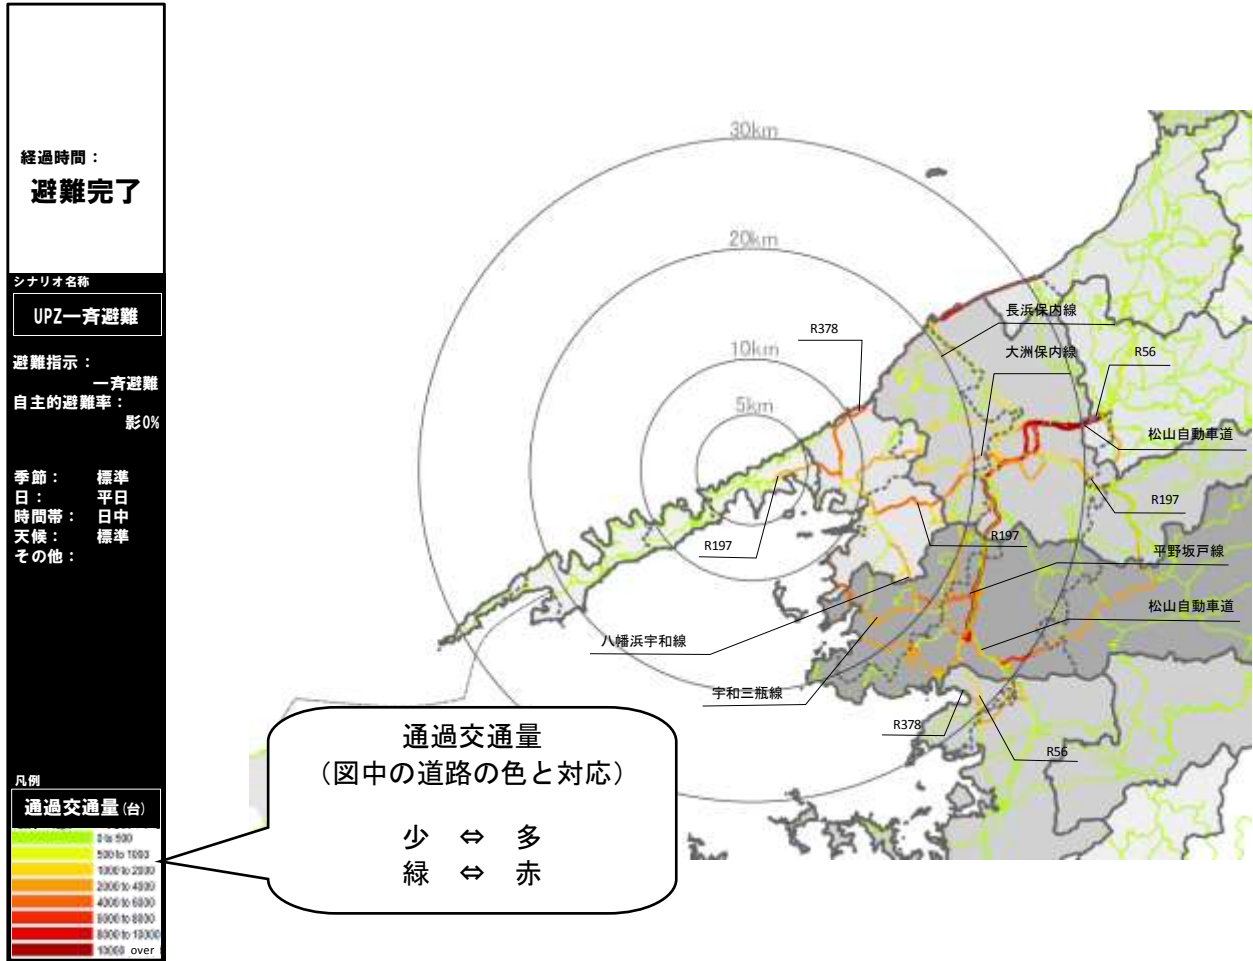 経過時間：
避難完了
シナリオ名称
UPZ一斉避難
避難指示：
一斉避難
自主的避難率：
影0%
季節： 標準
日： 平日
時間帯： 日中
天候： 標準
その他：
凡例
通過交通量(台)
0 to 500
500 to 1000
1000 to 2000
2000 to 4000
4000 to 6000
6000 to 8000
8000 to 10000
10000 over
30km
20km
10km
5km
R378
長浜保内線
大洲保内線
R56
松山自動車道
R197
R197
R197
平野坂戸線
松山自動車道
八幡浜宇和線
宇和三瓶線
R378
R56
通過交通量
（図中の道路の色と対応）
少 ⇔ 多
緑 ⇔ 赤